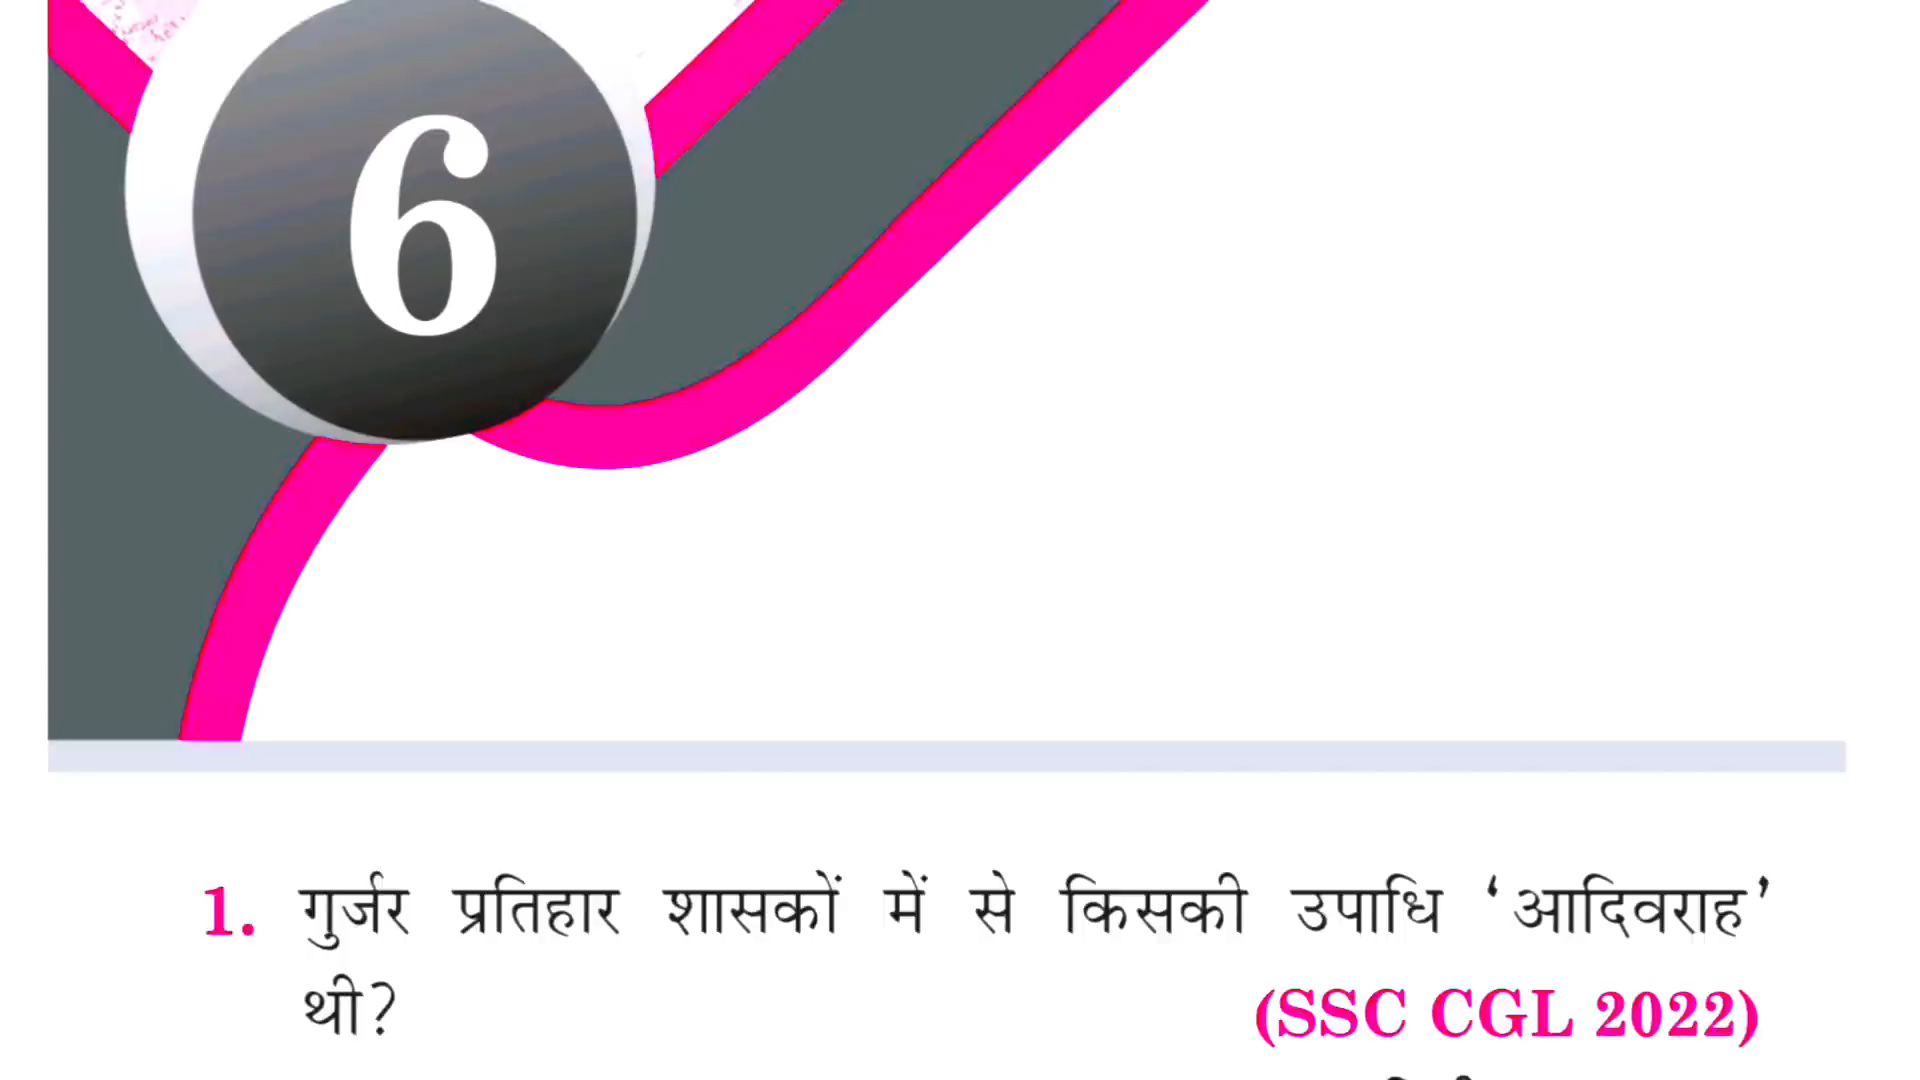 6
1. गुर्जर प्रतिहार शासकों में से किसकी उपाधि ‘आदिवराह’
थी? (SSC CGL 2022)